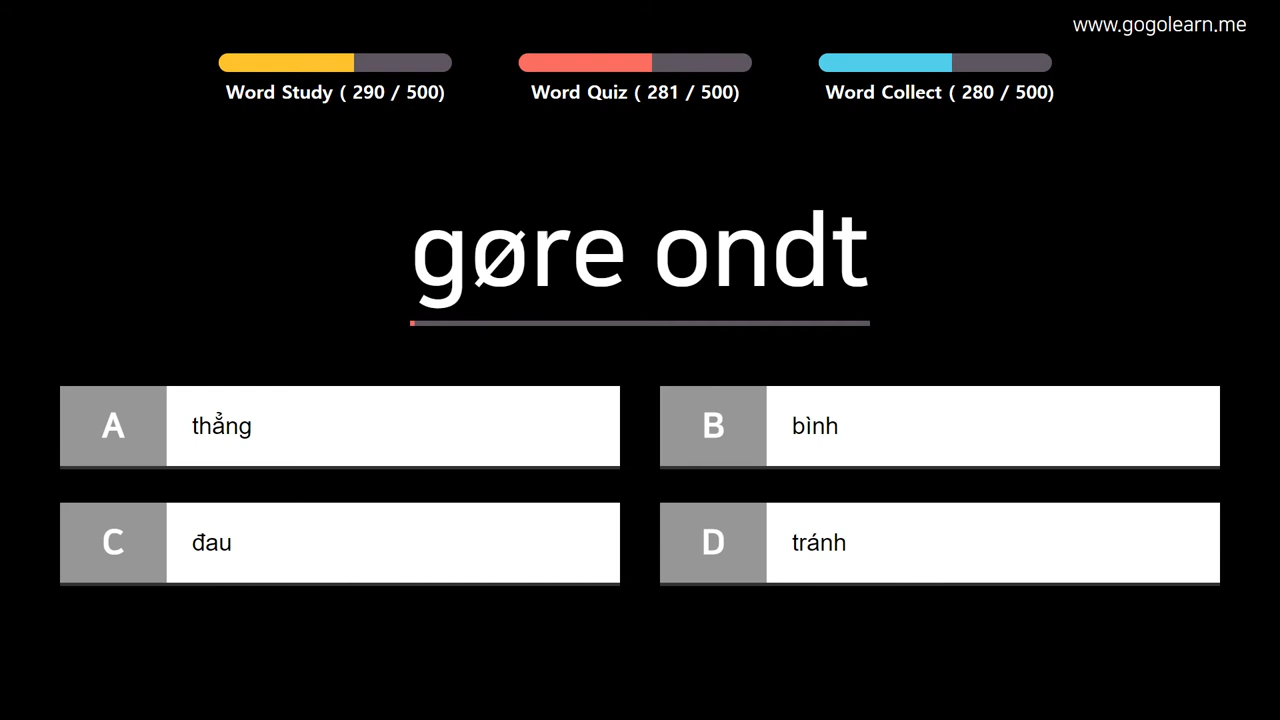 www.gogolearn.me
Word Study ( 290 / 500)
Word Quiz ( 281 / 500)
Word Collect ( 280 / 500)
gøre ondt
A
thẳng
B
bình
C
đau
D
tránh